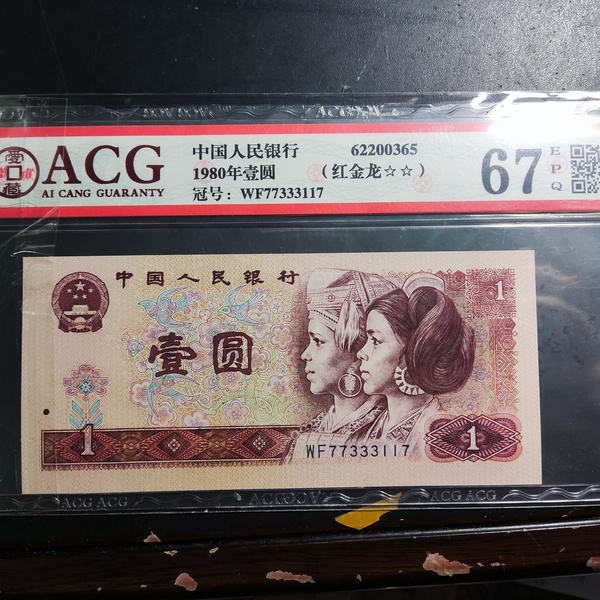 ACG
AI CANG GUARANTY
中国人民银行 62200365
1980年壹圆 (红金龙☆☆)
冠号: WF77333117
67
EPQ
中国人民银行
壹圆
1
1
1
WF77333117
ACG ACG
ACG ACG